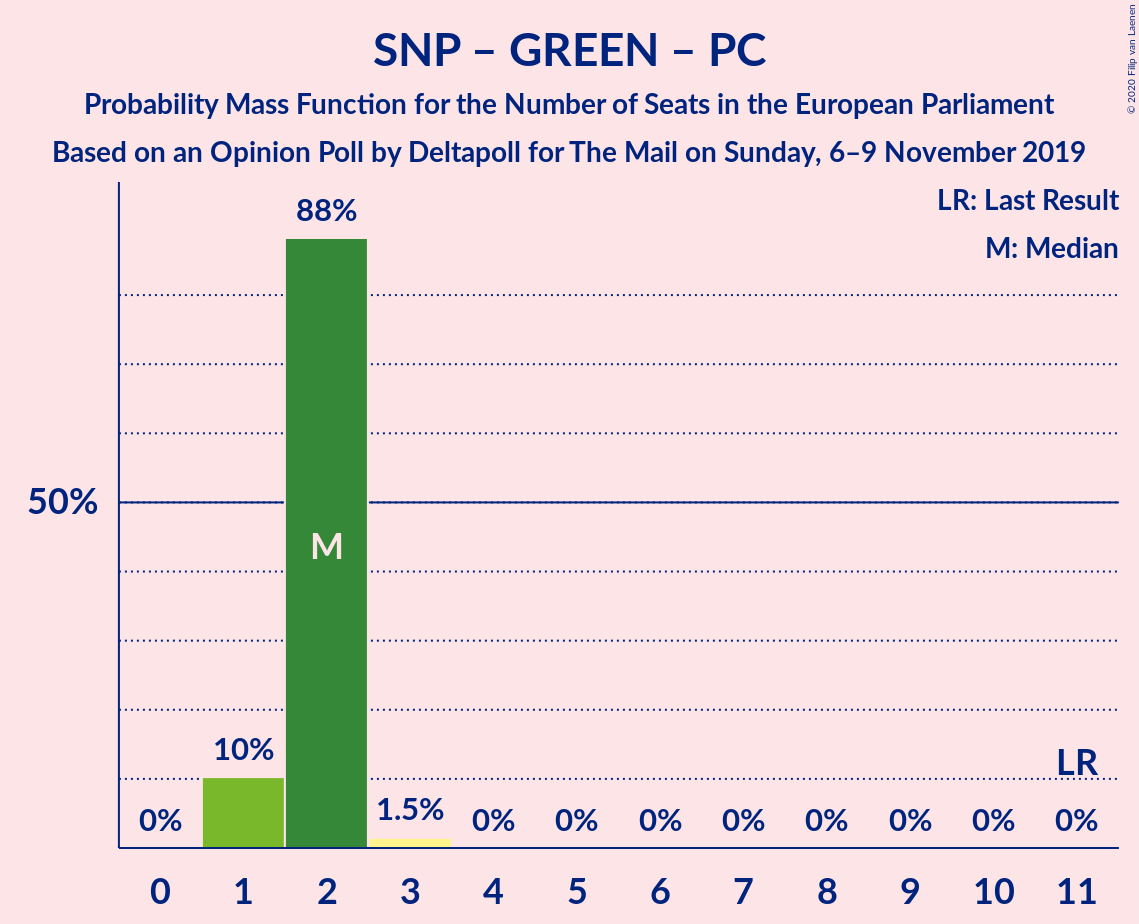 SNP – GREEN – PC
Probability Mass Function for the Number of Seats in the European Parliament
Based on an Opinion Poll by Deltapoll for The Mail on Sunday, 6–9 November 2019
© 2020 Filip van Laenen
LR: Last Result
M: Median
88%
50%
M
10%
LR
0% 1.5% 0% 0% 0% 0% 0% 0% 0% 0%
0 1 2 3 4 5 6 7 8 9 10 11